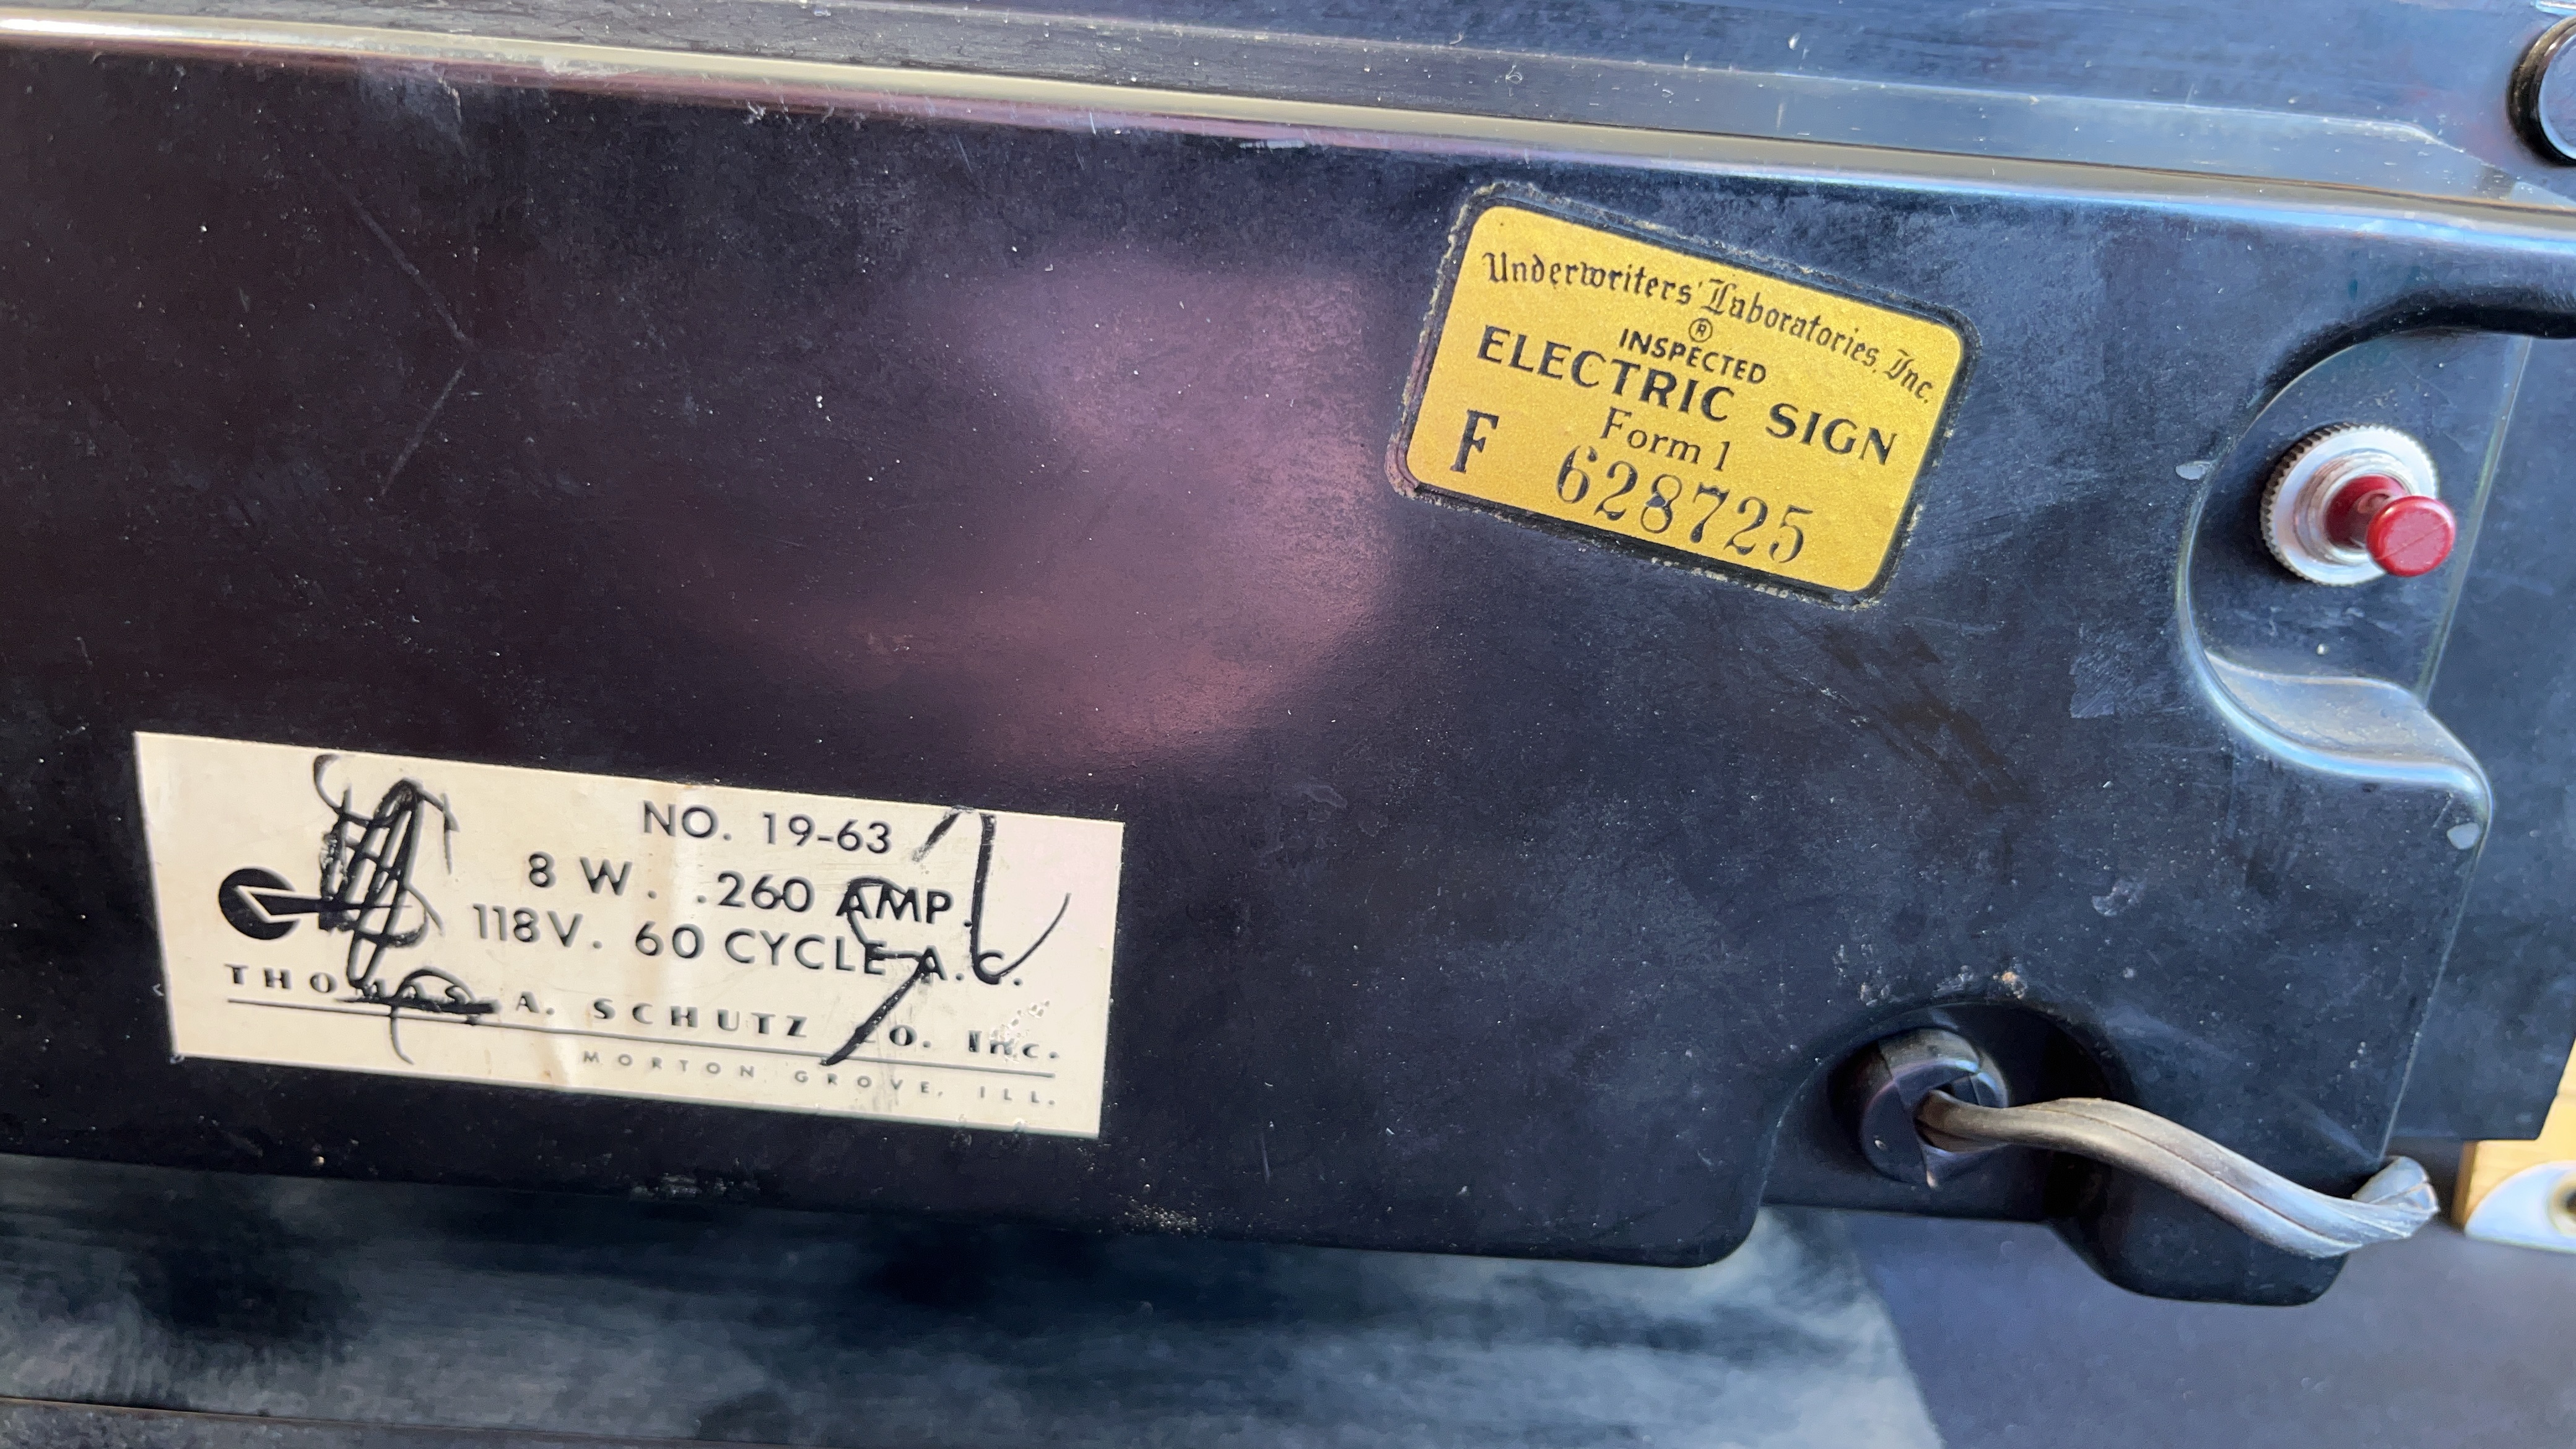 Underwriters' Laboratories, Inc.
®
INSPECTED
ELECTRIC SIGN
Form 1
F 628725
NO. 19-63
8 W. .260 AMP.
118V. 60 CYCLE A.C.
THOMAS A. SCHUTZ CO. Inc.
MORTON GROVE, ILL.